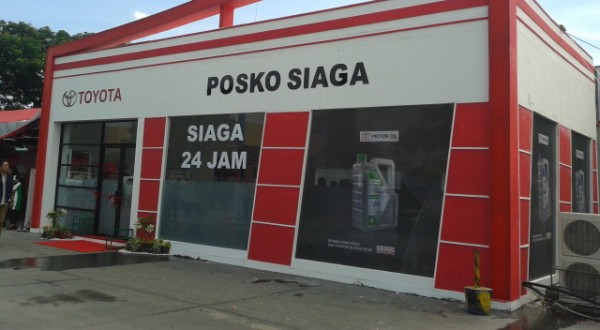 TOYOTA
POSKO SIAGA
SIAGA
24 JAM
MOTOR OIL